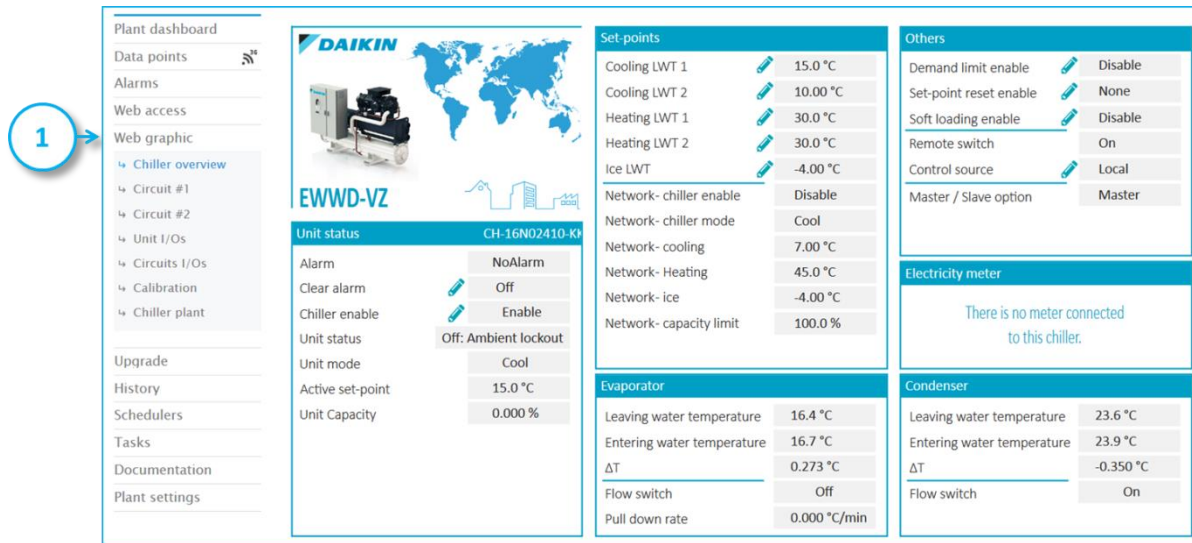 1
Plant dashboard
Data points 26
Alarms
Web access
Web graphic
Chiller overview
Circuit #1
Circuit #2
Unit I/Os
Circuits I/Os
Calibration
Chiller plant
Upgrade
History
Schedulers
Tasks
Documentation
Plant settings
DAIKIN
EWWD-VZ
Unit status CH-16N02410-KK
Alarm NoAlarm
Clear alarm Off
Chiller enable Enable
Unit status Off: Ambient lockout
Unit mode Cool
Active set-point 15.0 °C
Unit Capacity 0.000 %
Set-points
Cooling LWT 1 15.0 °C
Cooling LWT 2 10.00 °C
Heating LWT 1 30.0 °C
Heating LWT 2 30.0 °C
Ice LWT -4.00 °C
Network- chiller enable Disable
Network- chiller mode Cool
Network- cooling 7.00 °C
Network- Heating 45.0 °C
Network- ice -4.00 °C
Network- capacity limit 100.0 %
Others
Demand limit enable Disable
Set-point reset enable None
Soft loading enable Disable
Remote switch On
Control source Local
Master / Slave option Master
Electricity meter
There is no meter connected
to this chiller.
Evaporator
Leaving water temperature 16.4 °C
Entering water temperature 16.7 °C
ΔT 0.273 °C
Flow switch Off
Pull down rate 0.000 °C/min
Condenser
Leaving water temperature 23.6 °C
Entering water temperature 23.9 °C
ΔT -0.350 °C
Flow switch On